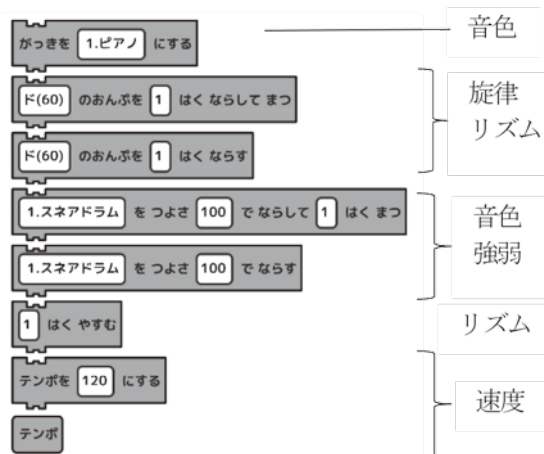 がっきを 1.ピアノ にする
音色
ド(60) のおんぷを 1 はく ならして まつ
ド(60) のおんぷを 1 はく ならす
旋律
リズム
1.スネアドラム を つよさ 100 で ならして 1 はく まつ
1.スネアドラム を つよさ 100 で ならす
音色
強弱
1 はく やすむ
リズム
テンポを 120 にする
テンポ
速度